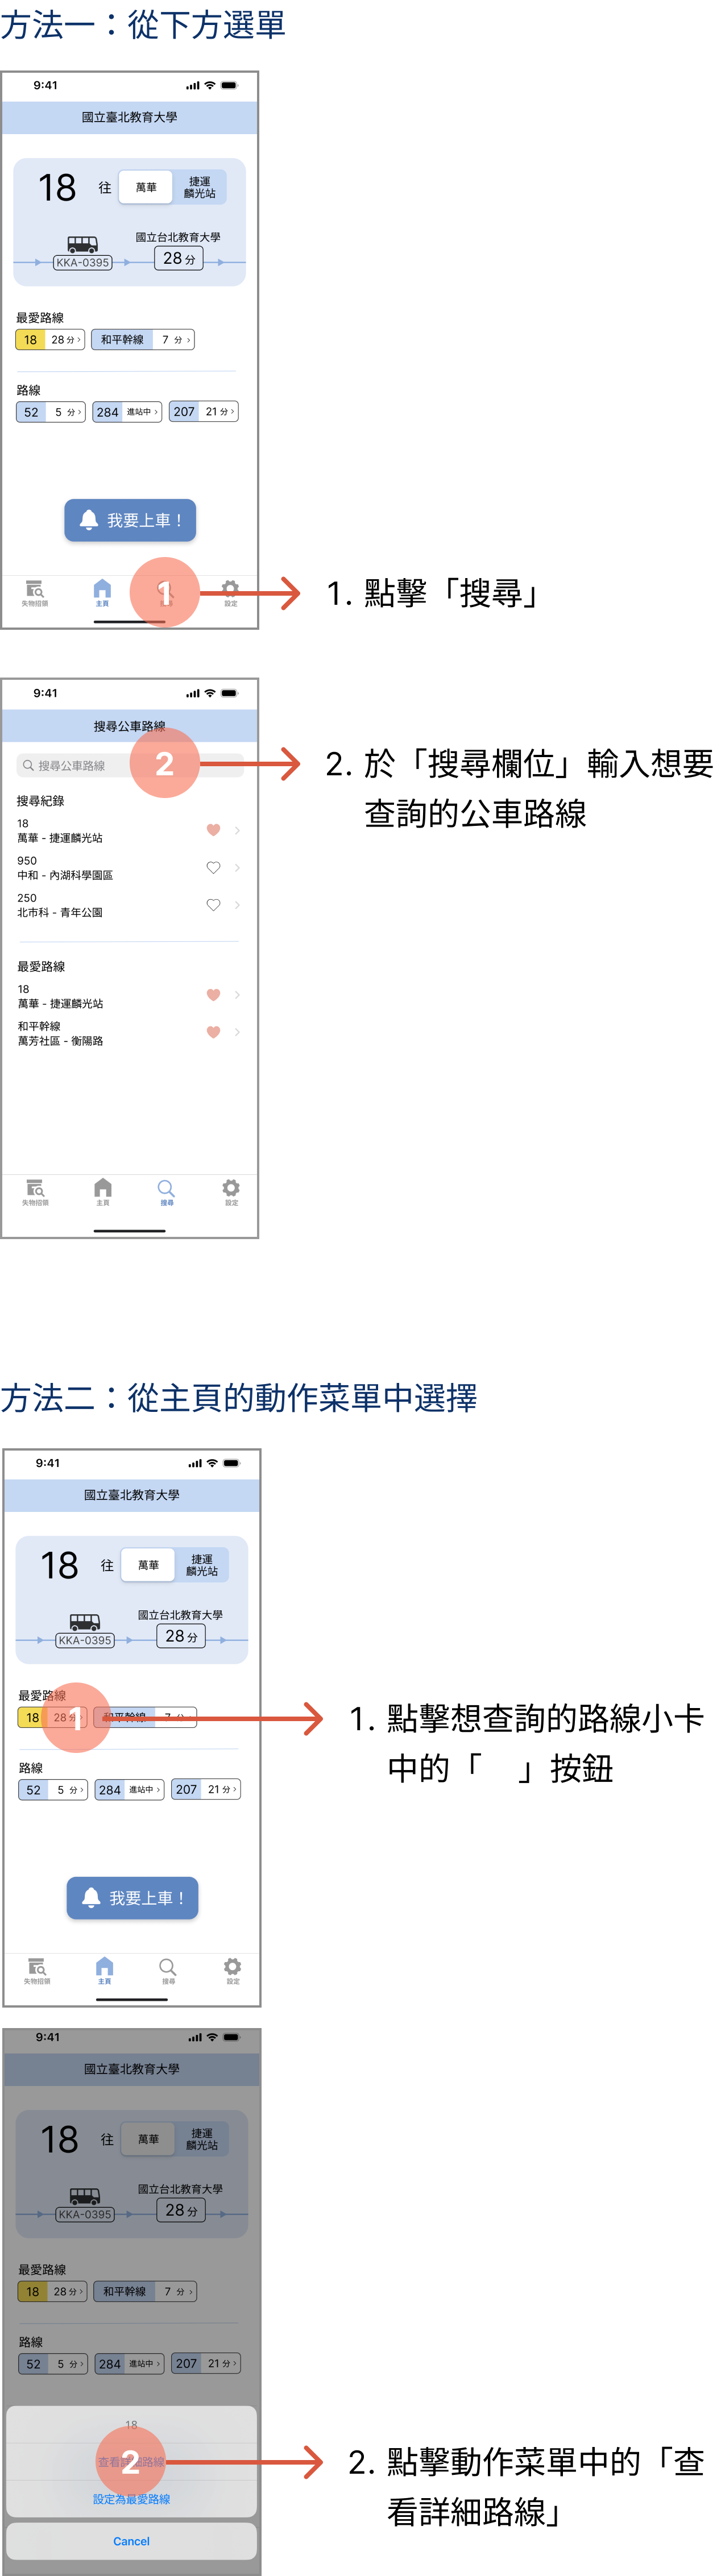 方法一：從下方選單
9:41
國立臺北教育大學
18 往 萬華 捷運
麟光站
國立台北教育大學
KKA-0395 28 分
最愛路線
18 28 分 和平幹線 7 分
路線
52 5 分 284 進站中 207 21 分
我要上車！
失物招領 主頁 設定
1
1. 點擊「搜尋」
9:41
搜尋公車路線
搜尋公車路線
2
2. 於「搜尋欄位」輸入想要
查詢的公車路線
搜尋紀錄
18
萬華 - 捷運麟光站
950
中和 - 內湖科學園區
250
北市科 - 青年公園
最愛路線
18
萬華 - 捷運麟光站
和平幹線
萬芳社區 - 衡陽路
失物招領 主頁 搜尋 設定
方法二：從主頁的動作菜單中選擇
9:41
國立臺北教育大學
18 往 萬華 捷運
麟光站
國立台北教育大學
KKA-0395 28 分
最愛路線
18 28 分 和平幹線 7 分
1
1. 點擊想查詢的路線小卡
中的「 」按鈕
路線
52 5 分 284 進站中 207 21 分
我要上車！
失物招領 主頁 搜尋 設定
9:41
國立臺北教育大學
18 往 萬華 捷運
麟光站
國立台北教育大學
KKA-0395 28 分
最愛路線
18 28 分 和平幹線 7 分
路線
52 5 分 284 進站中 207 21 分
18
查看詳細路線
2
2. 點擊動作菜單中的「查
看詳細路線」
設定為最愛路線
Cancel